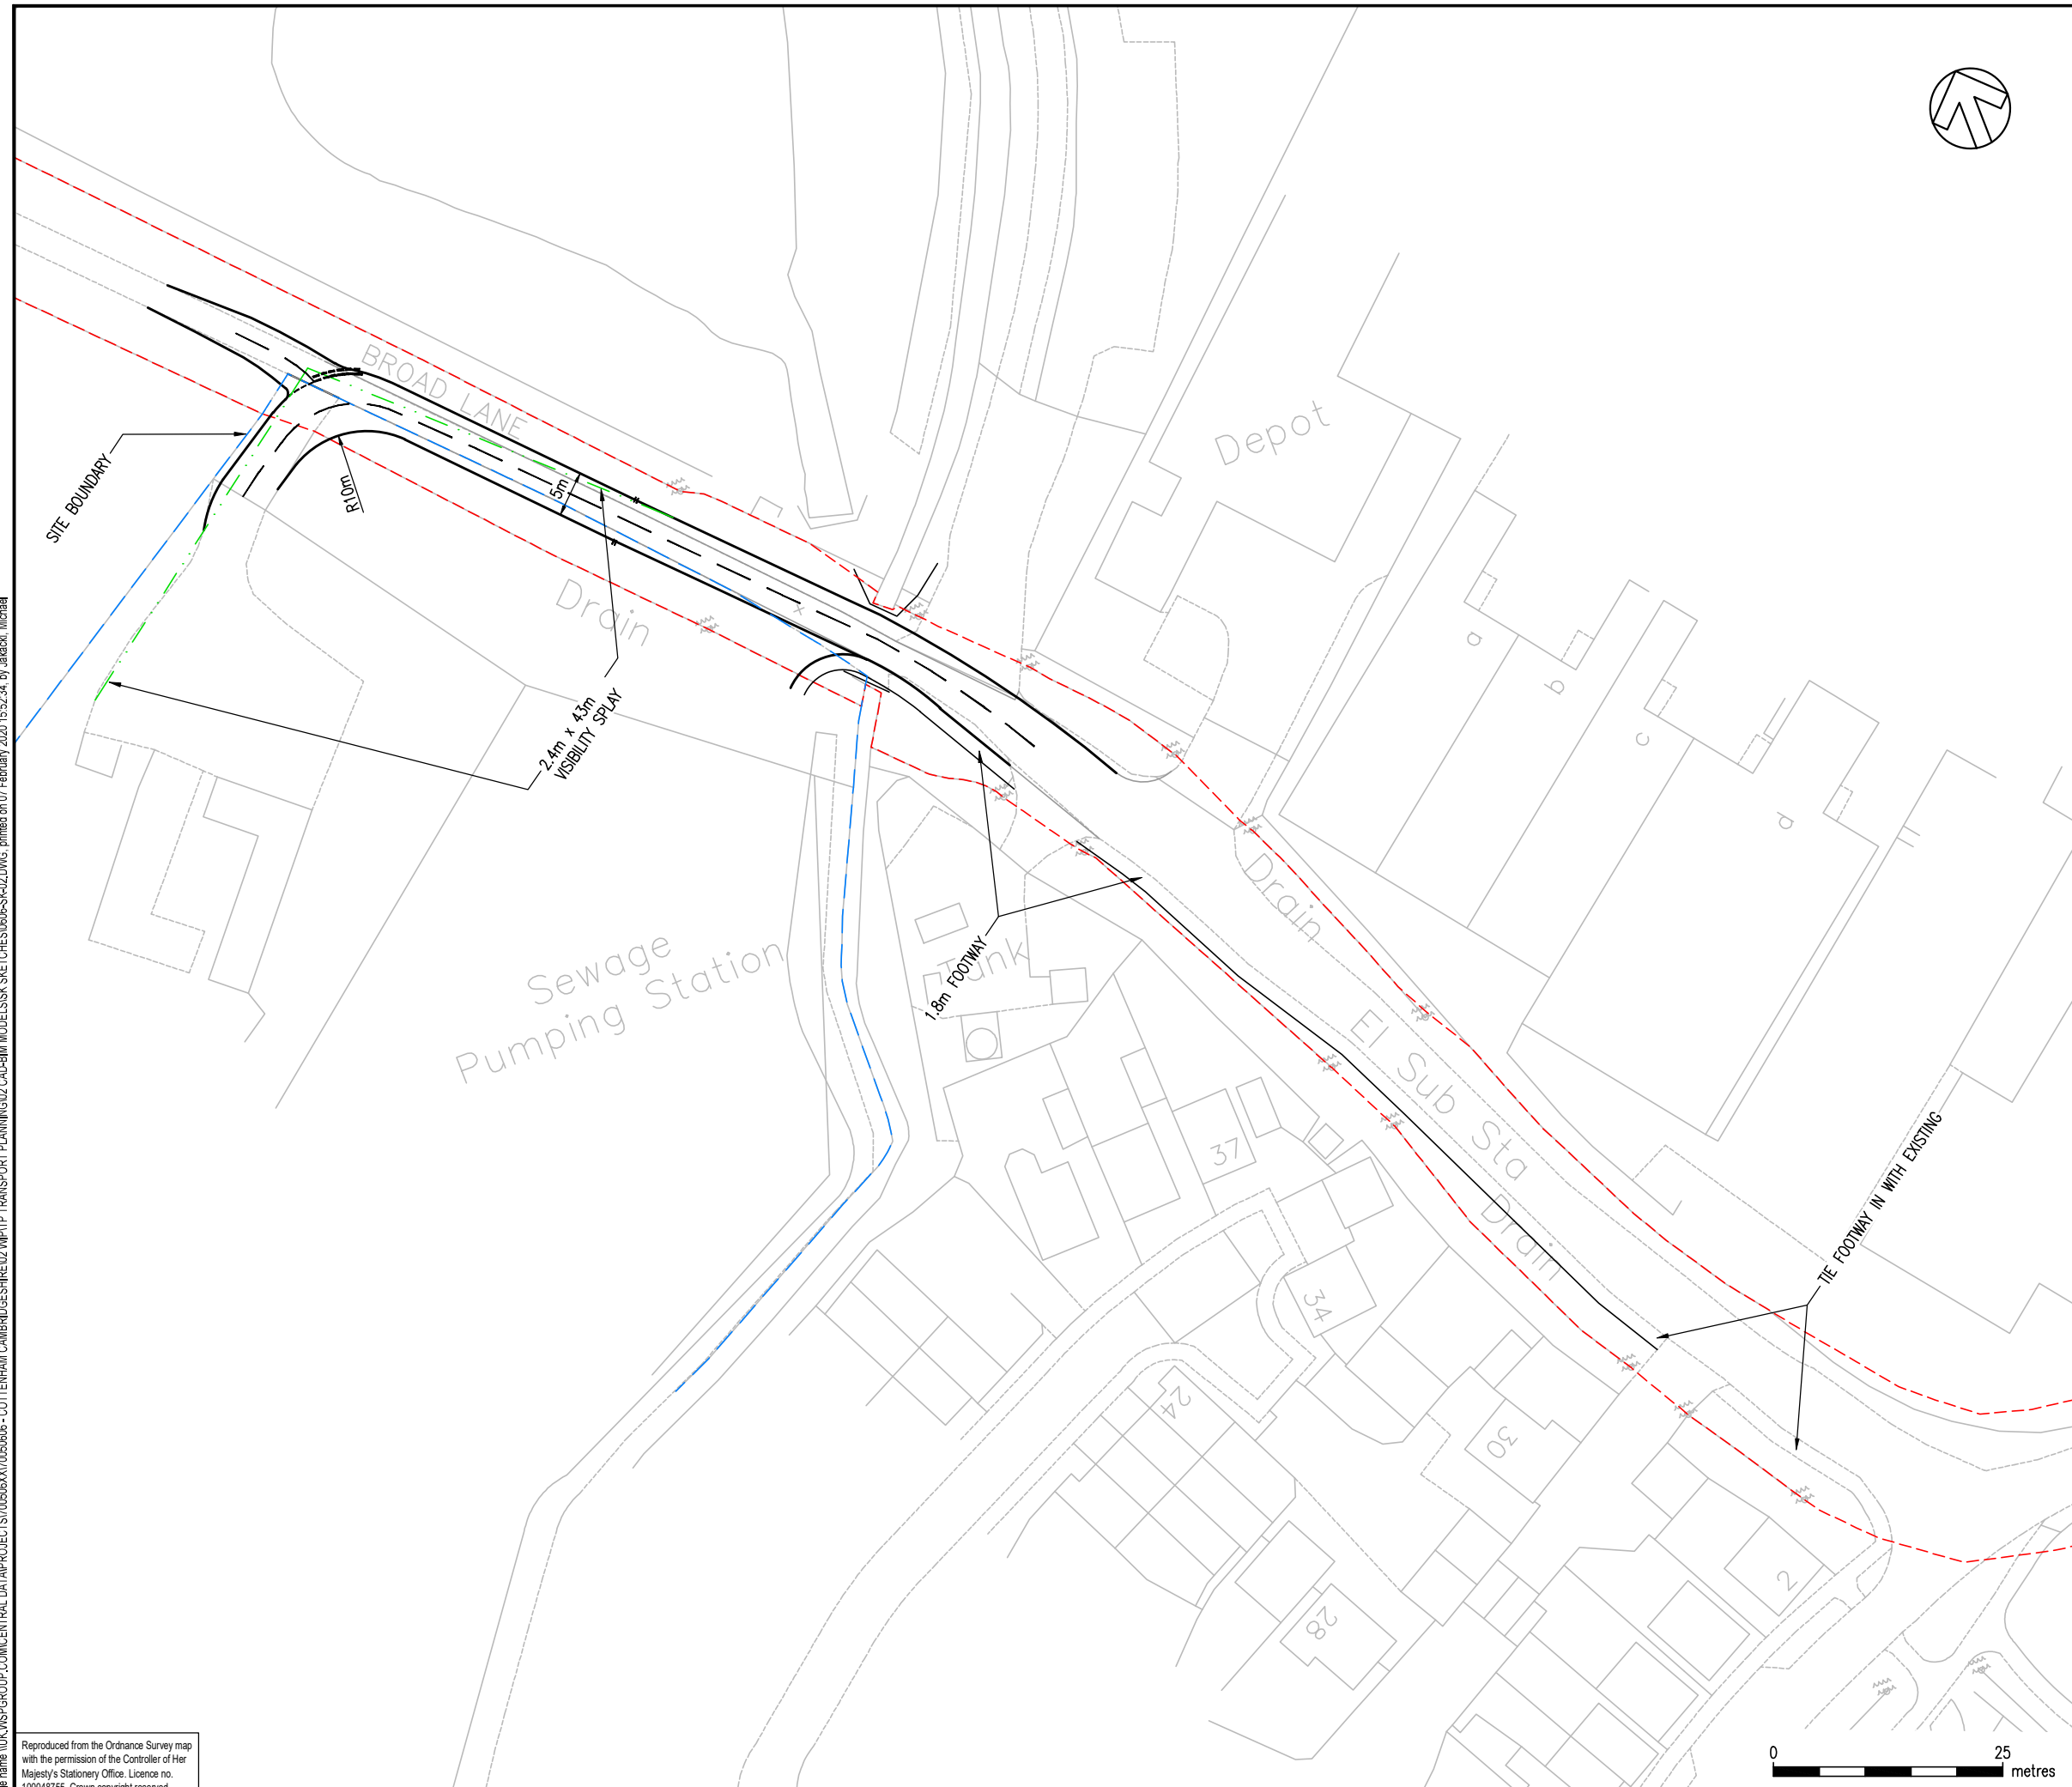 BROAD LANE
SITE BOUNDARY
R10m
5m
Drain
2.4m x 43m
VISIBILITY SPLAY
Depot
a
b
c
d
Drain
Sewage
Pumping Station
Tank
1.8m FOOTWAY
El Sub Sta
Drain
TIE FOOTWAY IN WITH EXISTING
37
34
24
30
28
2
0 25
metres
Reproduced from the Ordnance Survey map
with the permission of the Controller of Her
Majesty's Stationery Office. Licence no.